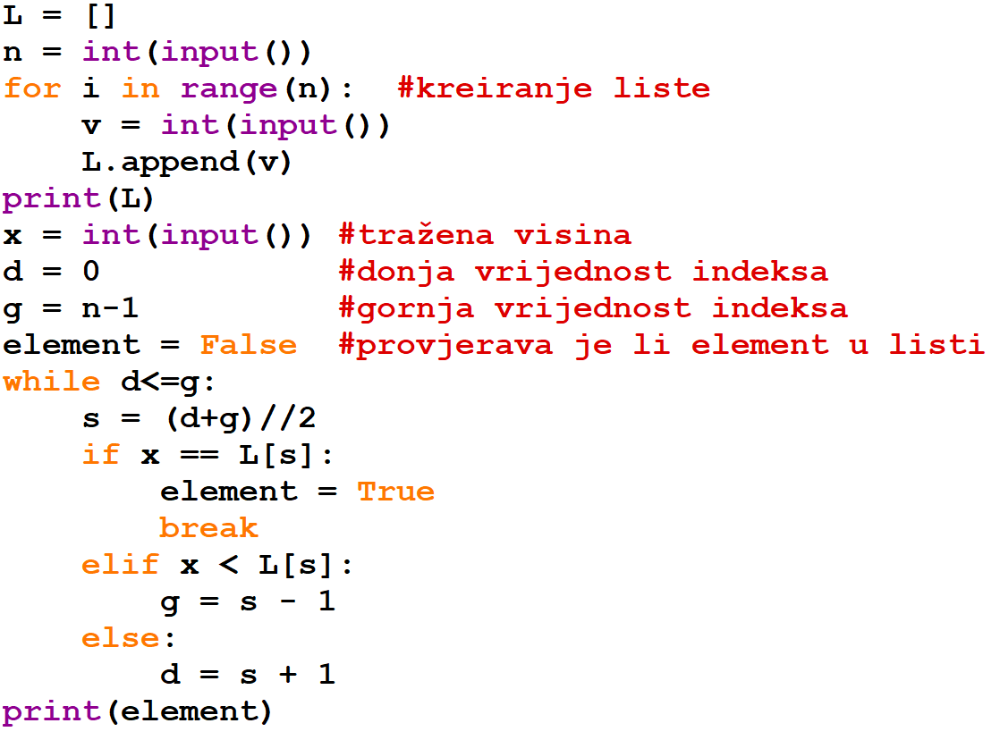 L = []
n = int(input())
for i in range(n):  #kreiranje liste
    v = int(input())
    L.append(v)
print(L)
x = int(input()) #tražena visina
d = 0            #donja vrijednost indeksa
g = n-1          #gornja vrijednost indeksa
element = False  #provjerava je li element u listi
while d<=g:
    s = (d+g)//2
    if x == L[s]:
        element = True
        break
    elif x < L[s]:
        g = s - 1
    else:
        d = s + 1
print(element)